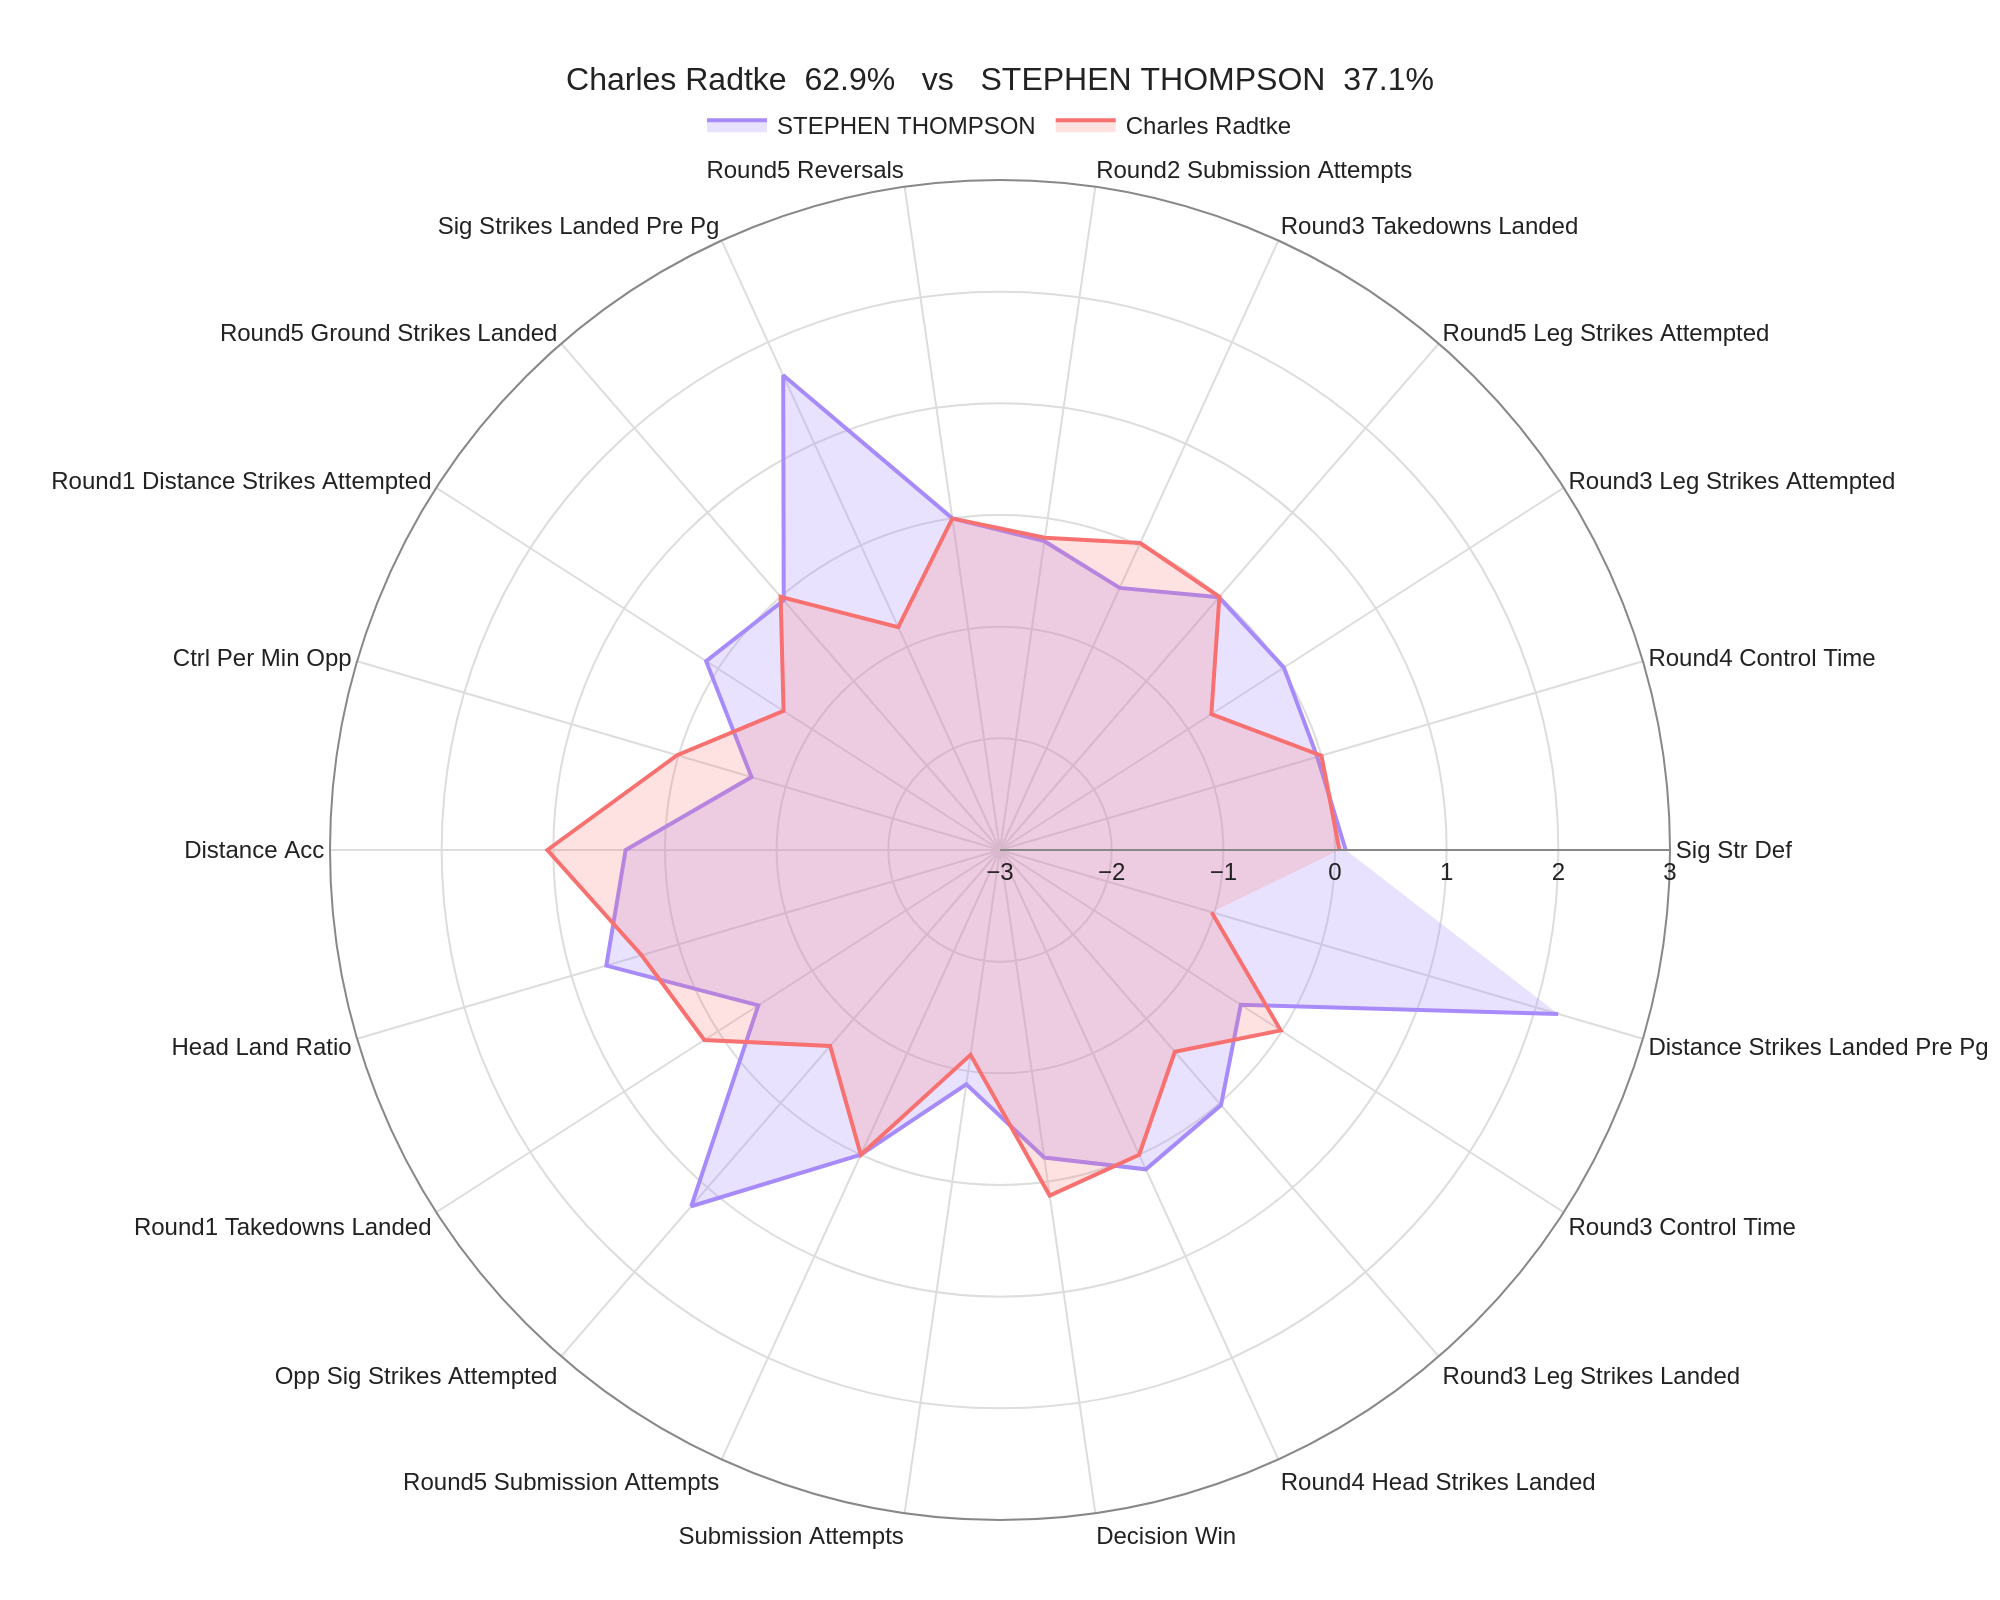 Charles Radtke 62.9% vs STEPHEN THOMPSON 37.1%
STEPHEN THOMPSON
Charles Radtke
Round5 Reversals
Round2 Submission Attempts
Sig Strikes Landed Pre Pg
Round3 Takedowns Landed
Round5 Ground Strikes Landed
Round5 Leg Strikes Attempted
Round1 Distance Strikes Attempted
Round3 Leg Strikes Attempted
Ctrl Per Min Opp
Round4 Control Time
Distance Acc
Sig Str Def
−3
−2
−1
0
1
2
3
Head Land Ratio
Distance Strikes Landed Pre Pg
Round1 Takedowns Landed
Round3 Control Time
Opp Sig Strikes Attempted
Round3 Leg Strikes Landed
Round5 Submission Attempts
Round4 Head Strikes Landed
Submission Attempts
Decision Win